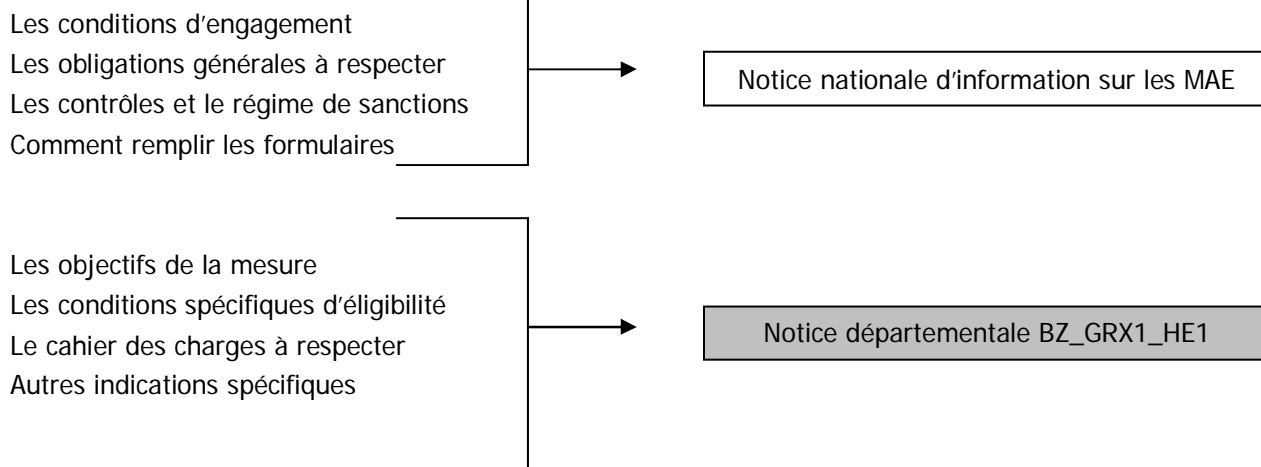 Les conditions d’engagement
Les obligations générales à respecter
Les contrôles et le régime de sanctions
Comment remplir les formulaires
Notice nationale d’information sur les MAE
Les objectifs de la mesure
Les conditions spécifiques d’éligibilité
Le cahier des charges à respecter
Autres indications spécifiques
Notice départementale BZ_GRX1_HE1